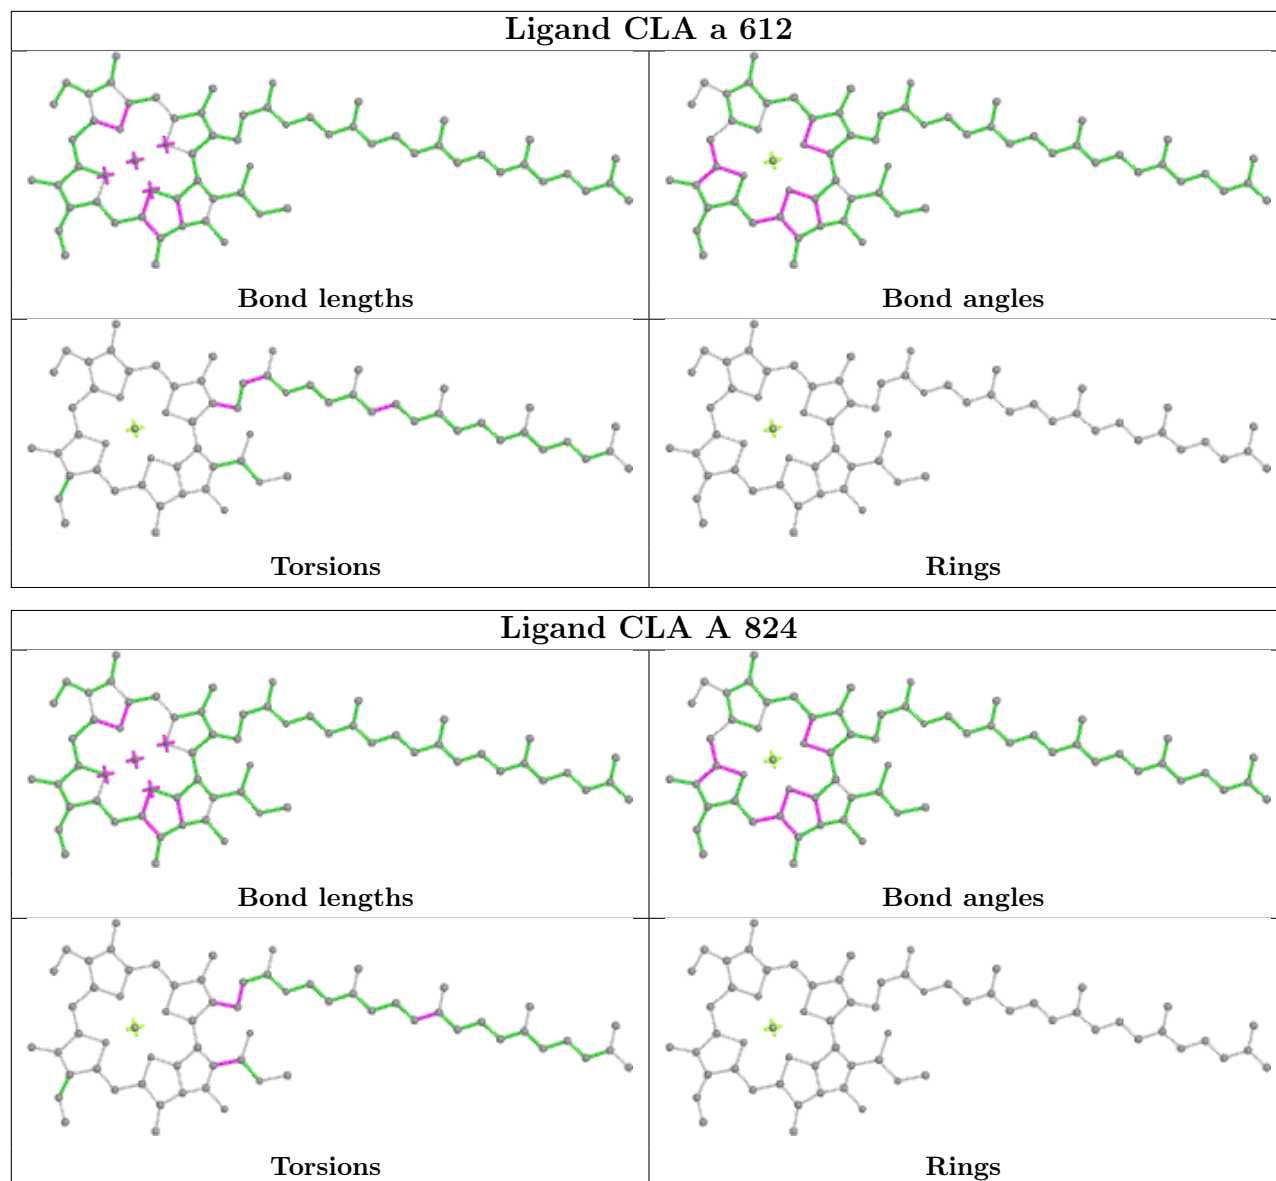 Ligand CLA a 612
Bond lengths
Bond angles
Torsions
Rings
Ligand CLA A 824
Bond lengths
Bond angles
Torsions
Rings